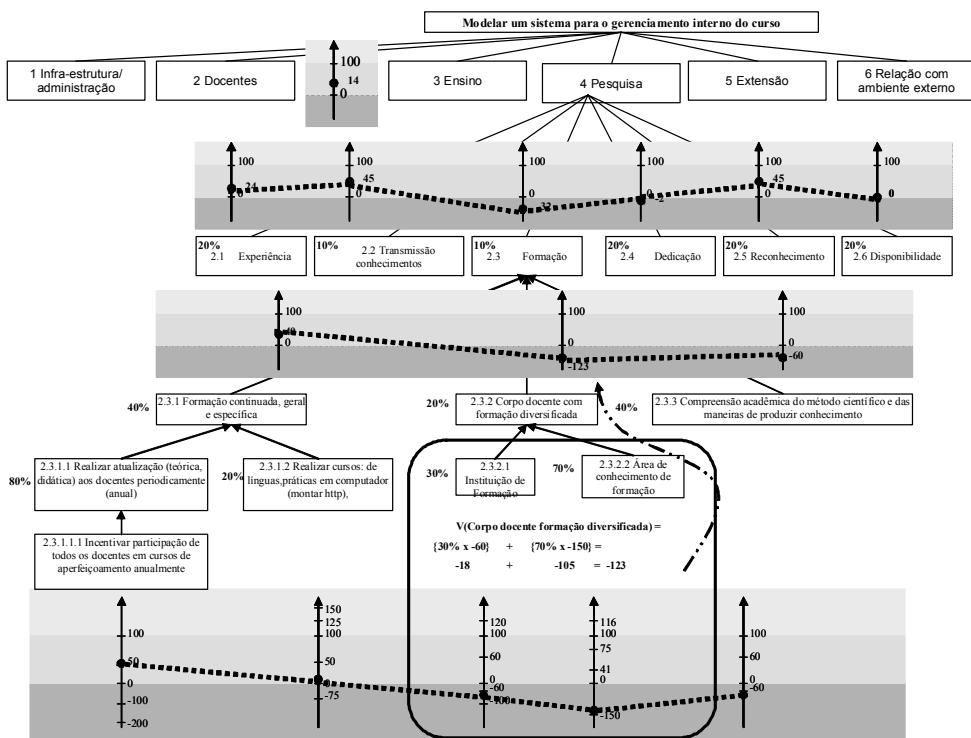 Modelar um sistema para o gerenciamento interno do curso
1 Infra-estrutura/
administração
2 Docentes
100
14
0
3 Ensino
4 Pesquisa
5 Extensão
6 Relação com
ambiente externo
100
24
0
100
45
0
100
0
-32
100
0
-2
100
45
0
100
0
20%
2.1 Experiência
10%
2.2 Transmissão
conhecimentos
10%
2.3 Formação
20%
2.4 Dedicação
20%
2.5 Reconhecimento
20%
2.6 Disponibilidade
100
40
0
100
0
-123
100
0
-60
40%
2.3.1 Formação continuada, geral
e específica
20%
2.3.2 Corpo docente com
formação diversificada
40%
2.3.3 Compreensão acadêmica do método científico e das
maneiras de produzir conhecimento
80%
2.3.1.1 Realizar atualização (teórica,
didática) aos docentes periodicamente
(anual)
20%
2.3.1.2 Realizar cursos: de
línguas,práticas em computador
(montar http),
30%
2.3.2.1
Instituição de
Formação
70%
2.3.2.2 Área de
conhecimento de
formação
2.3.1.1.1 Incentivar participação de
todos os docentes em cursos de
aperfeiçoamento anualmente
V(Corpo docente formação diversificada) =
{30% x -60} + {70% x -150} =
-18 + -105 = -123
100
50
0
-100
-200
150
125
100
50
0
-75
120
100
60
0
-60
-100
116
100
75
41
0
-150
100
60
0
-60